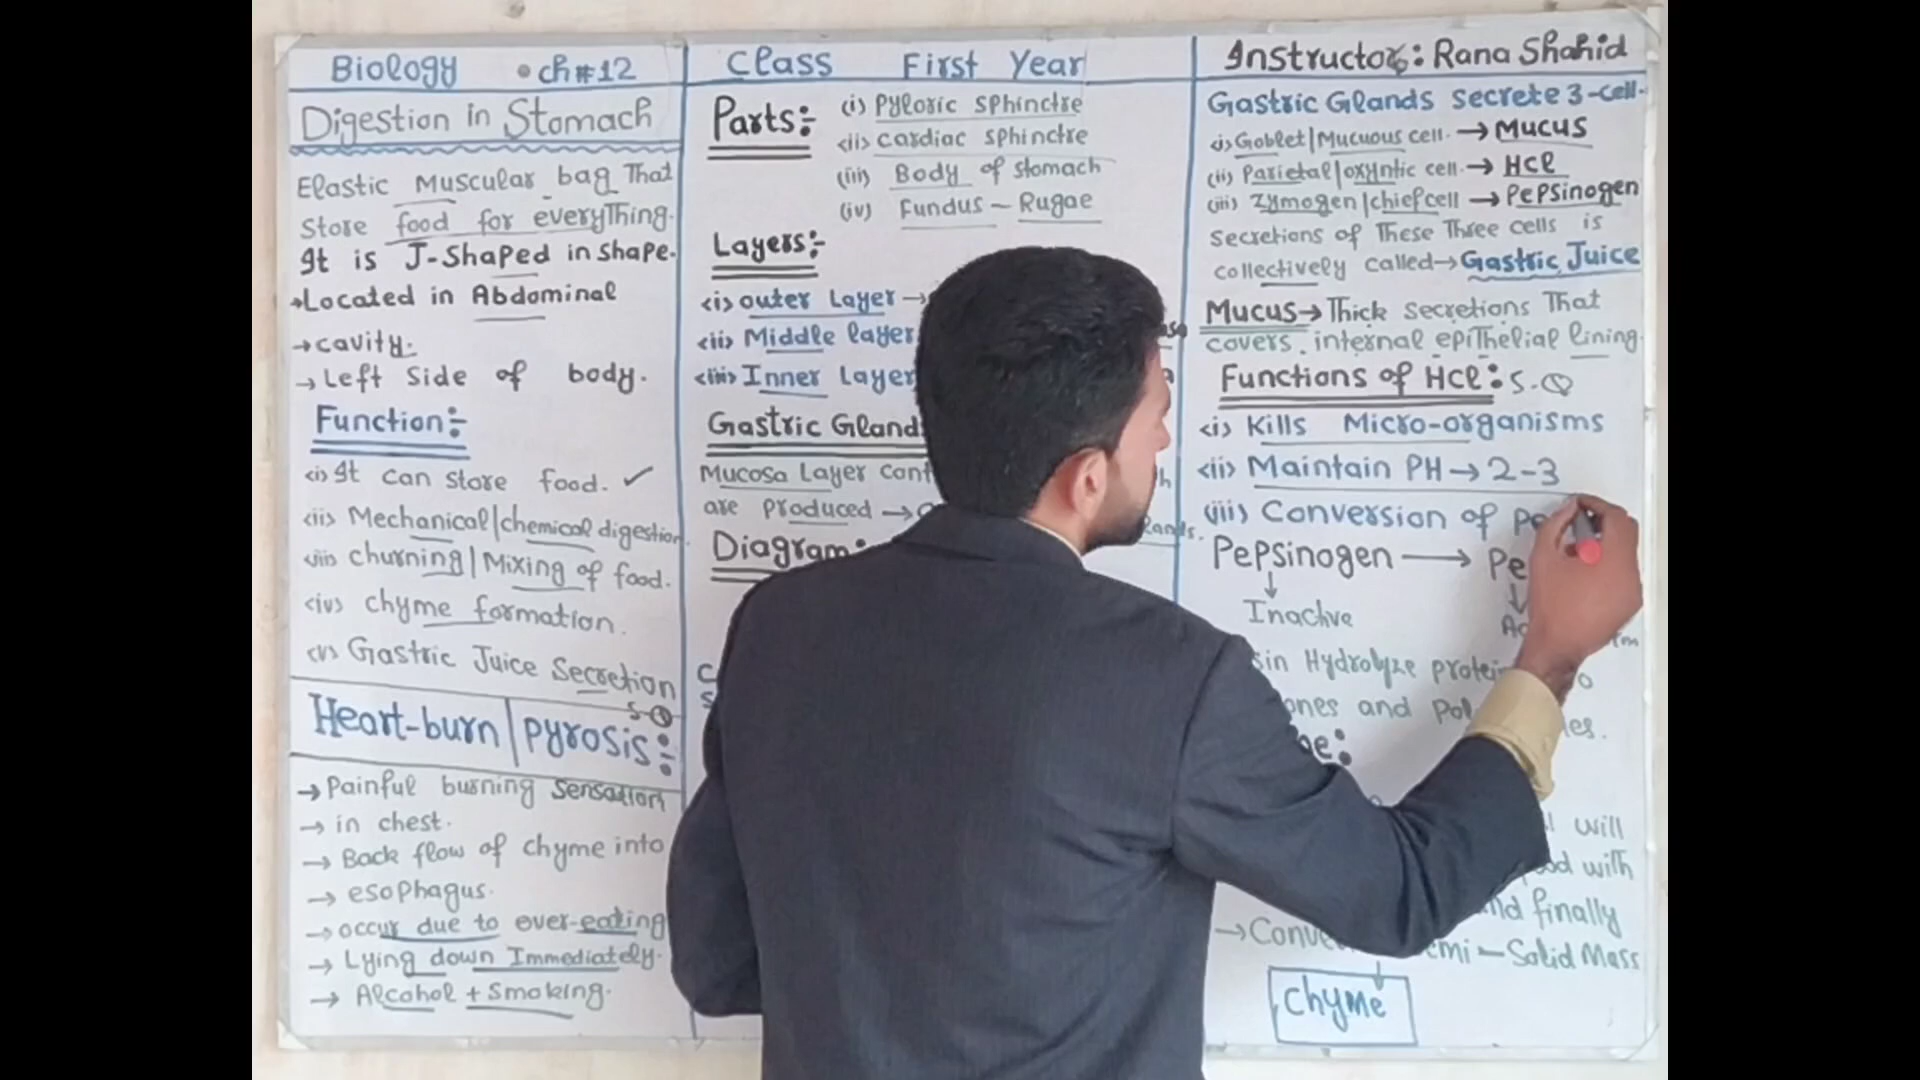 Biology • ch#12
Digestion in Stomach
Elastic Muscular bag That
Store food for everything.
It is J-Shaped in shape.
→Located in Abdominal
→cavity.
→ Left Side of body.
Function:-
(i) It can store food. ✓
(ii) Mechanical/chemical digestion.
(iii) churning/Mixing of food.
(iv) chyme formation.
(v) Gastric Juice Secretion
S-Q
Heart-burn/pyrosis:-
→ Painful burning sensation
→ in chest.
→ Back flow of chyme into
→ esophagus.
→ occur due to over-eating
→ Lying down Immediately.
→ Alcohol + Smoking.
Class First Year
Parts:- (i) Pyloric sphinctre
(ii) cardiac sphinctre
(iii) Body of stomach
(iv) Fundus – Rugae
Layers:-
(i) outer Layer →
(ii) Middle layer
(iii) Inner Layer
Gastric Gland
Mucosa Layer
are produced →
Diagram:
Instructor: Rana Shahid
Gastric Glands secrete 3-cell.
(i) Goblet/Mucuous cell. → Mucus
(ii) Parietal/oxyntic cell. → HCl
(iii) Zymogen/chiefcell → Pepsinogen
Secretions of These Three cells is
collectively called→ Gastric Juice
Mucus→ Thick secretions That
covers internal epithelial lining.
Functions of HCl: S.Q
(i) Kills Micro-organisms
(ii) Maintain PH → 2-3
(iii) Conversion of
Pepsinogen → Pe
Inactive
Hydrolyze
and
will
with
finally
→ Solid Mass
Chyme